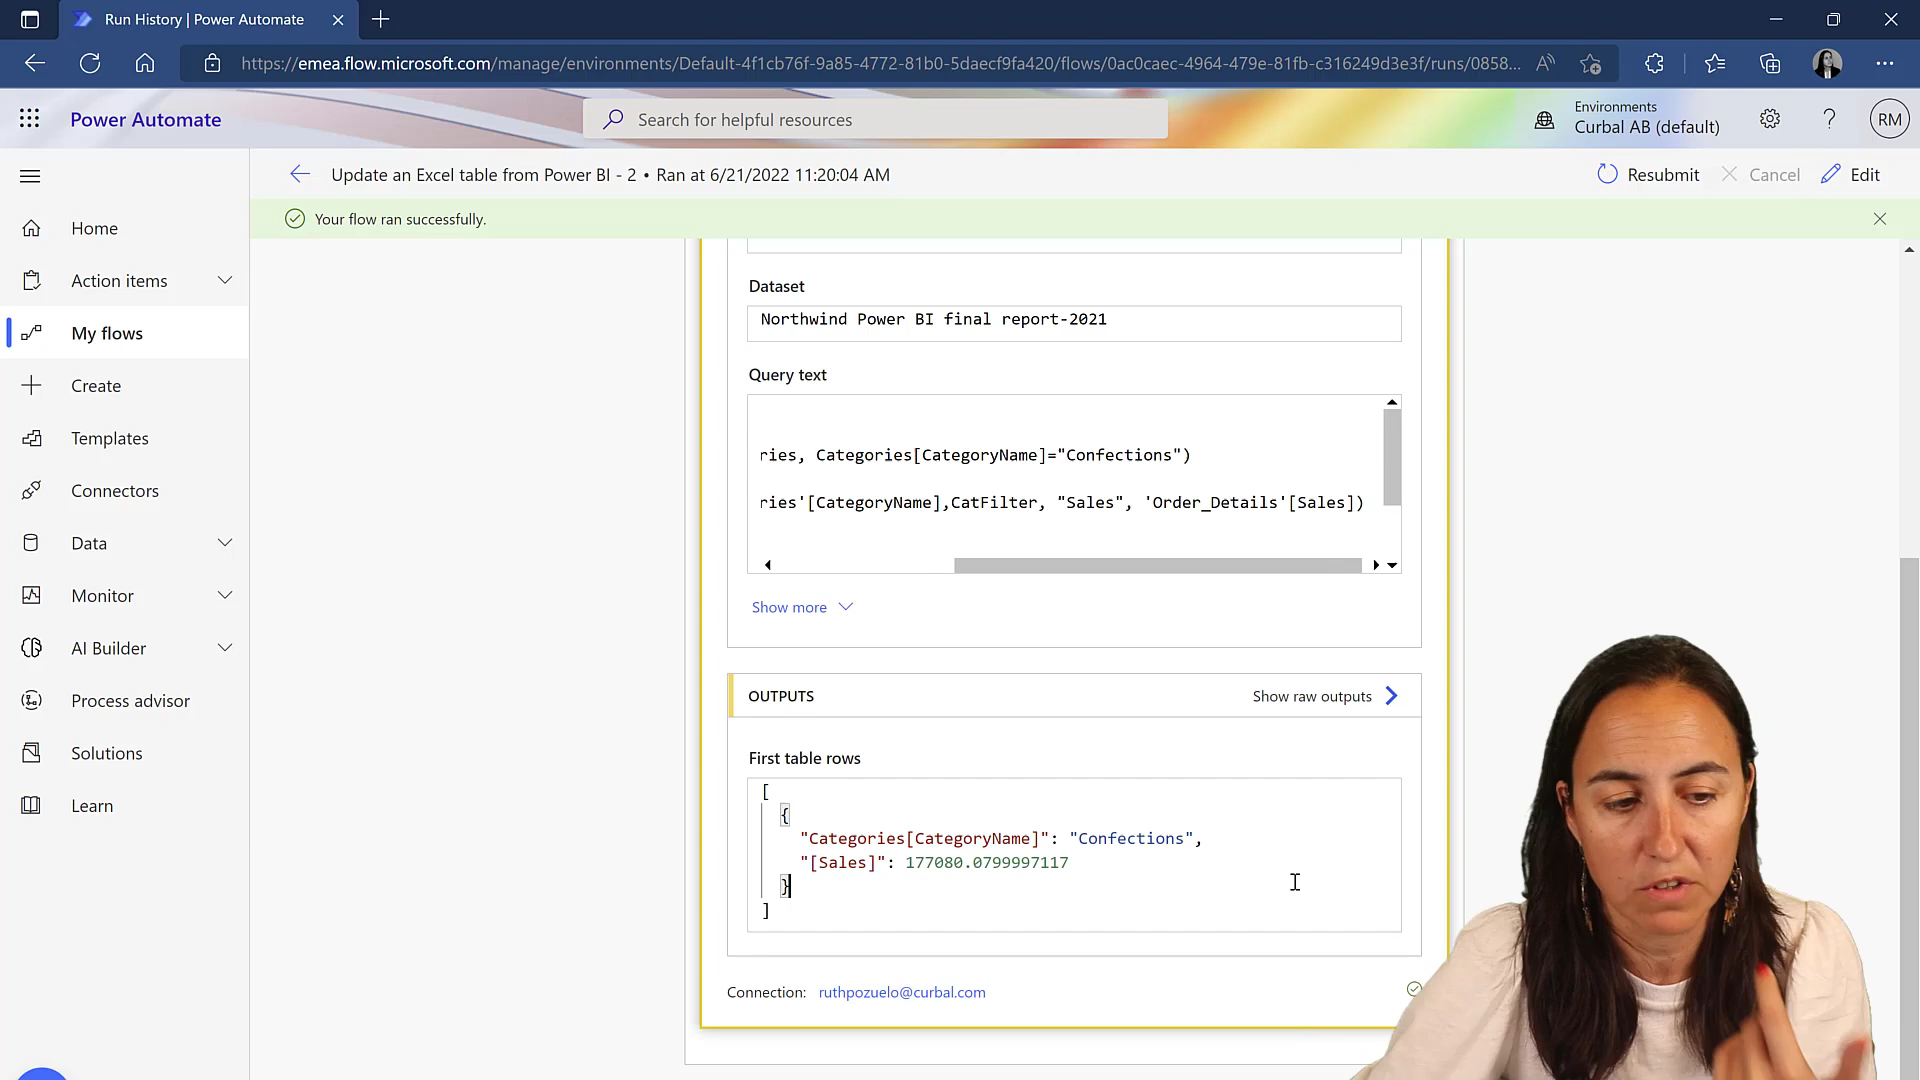 Run History | Power Automate
https://emea.flow.microsoft.com/manage/environments/Default-4f1cb76f-9a85-4772-81b0-5daecf9fa420/flows/0ac0caec-4964-479e-81fb-c316249d3e3f/runs/0858...
Power Automate
Search for helpful resources
Environments
Curbal AB (default)
RM
Update an Excel table from Power BI - 2 • Ran at 6/21/2022 11:20:04 AM
Resubmit
Cancel
Edit
Your flow ran successfully.
Home
Action items
My flows
Create
Templates
Connectors
Data
Monitor
AI Builder
Process advisor
Solutions
Learn
Dataset
Northwind Power BI final report-2021
Query text
ries, Categories[CategoryName]="Confections")
ries'[CategoryName],CatFilter, "Sales", 'Order_Details'[Sales])
Show more
OUTPUTS
Show raw outputs
First table rows
[
{
"Categories[CategoryName]": "Confections",
"[Sales]": 177080.0799997117
}
]
Connection: ruthpozuelo@curbal.com